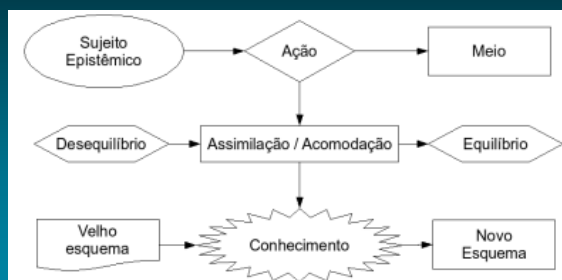 Sujeito
Epistêmico
Ação
Meio
Desequilíbrio
Assimilação / Acomodação
Equilíbrio
Velho
esquema
Conhecimento
Novo
Esquema